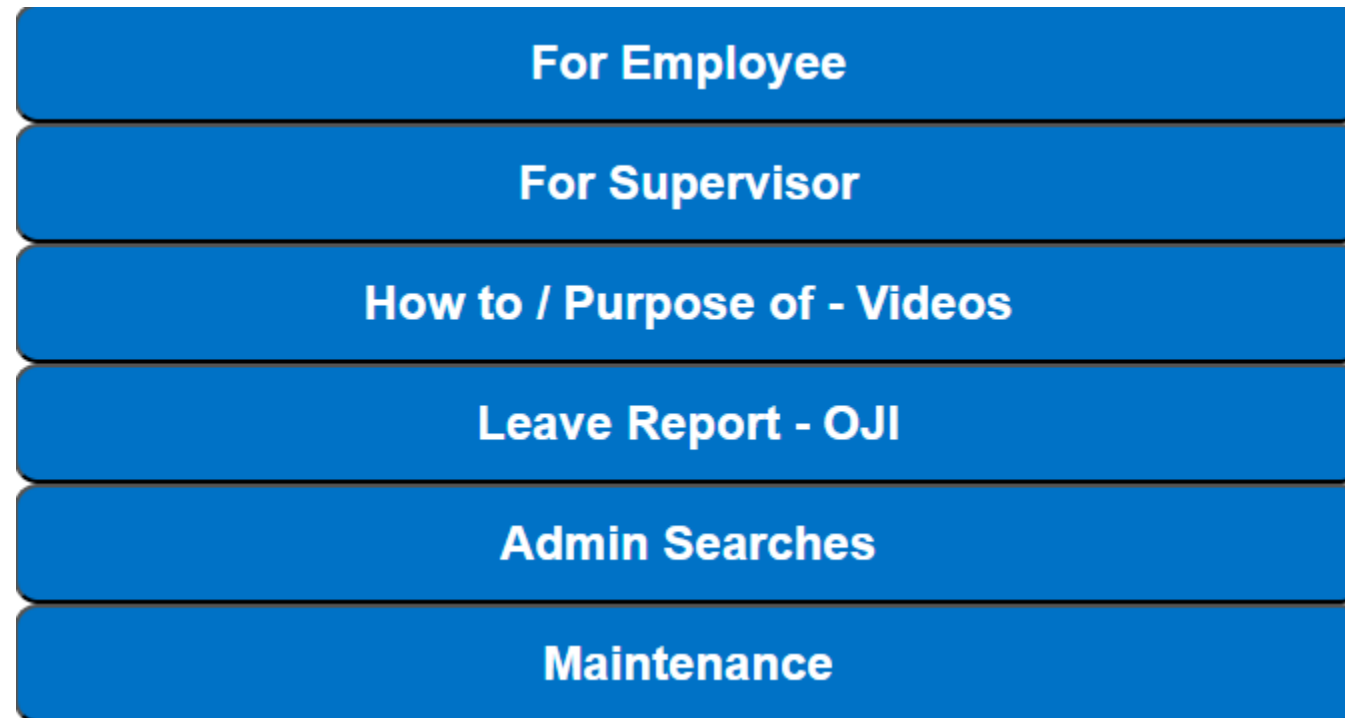 For Employee
For Supervisor
How to / Purpose of - Videos
Leave Report - OJI
Admin Searches
Maintenance